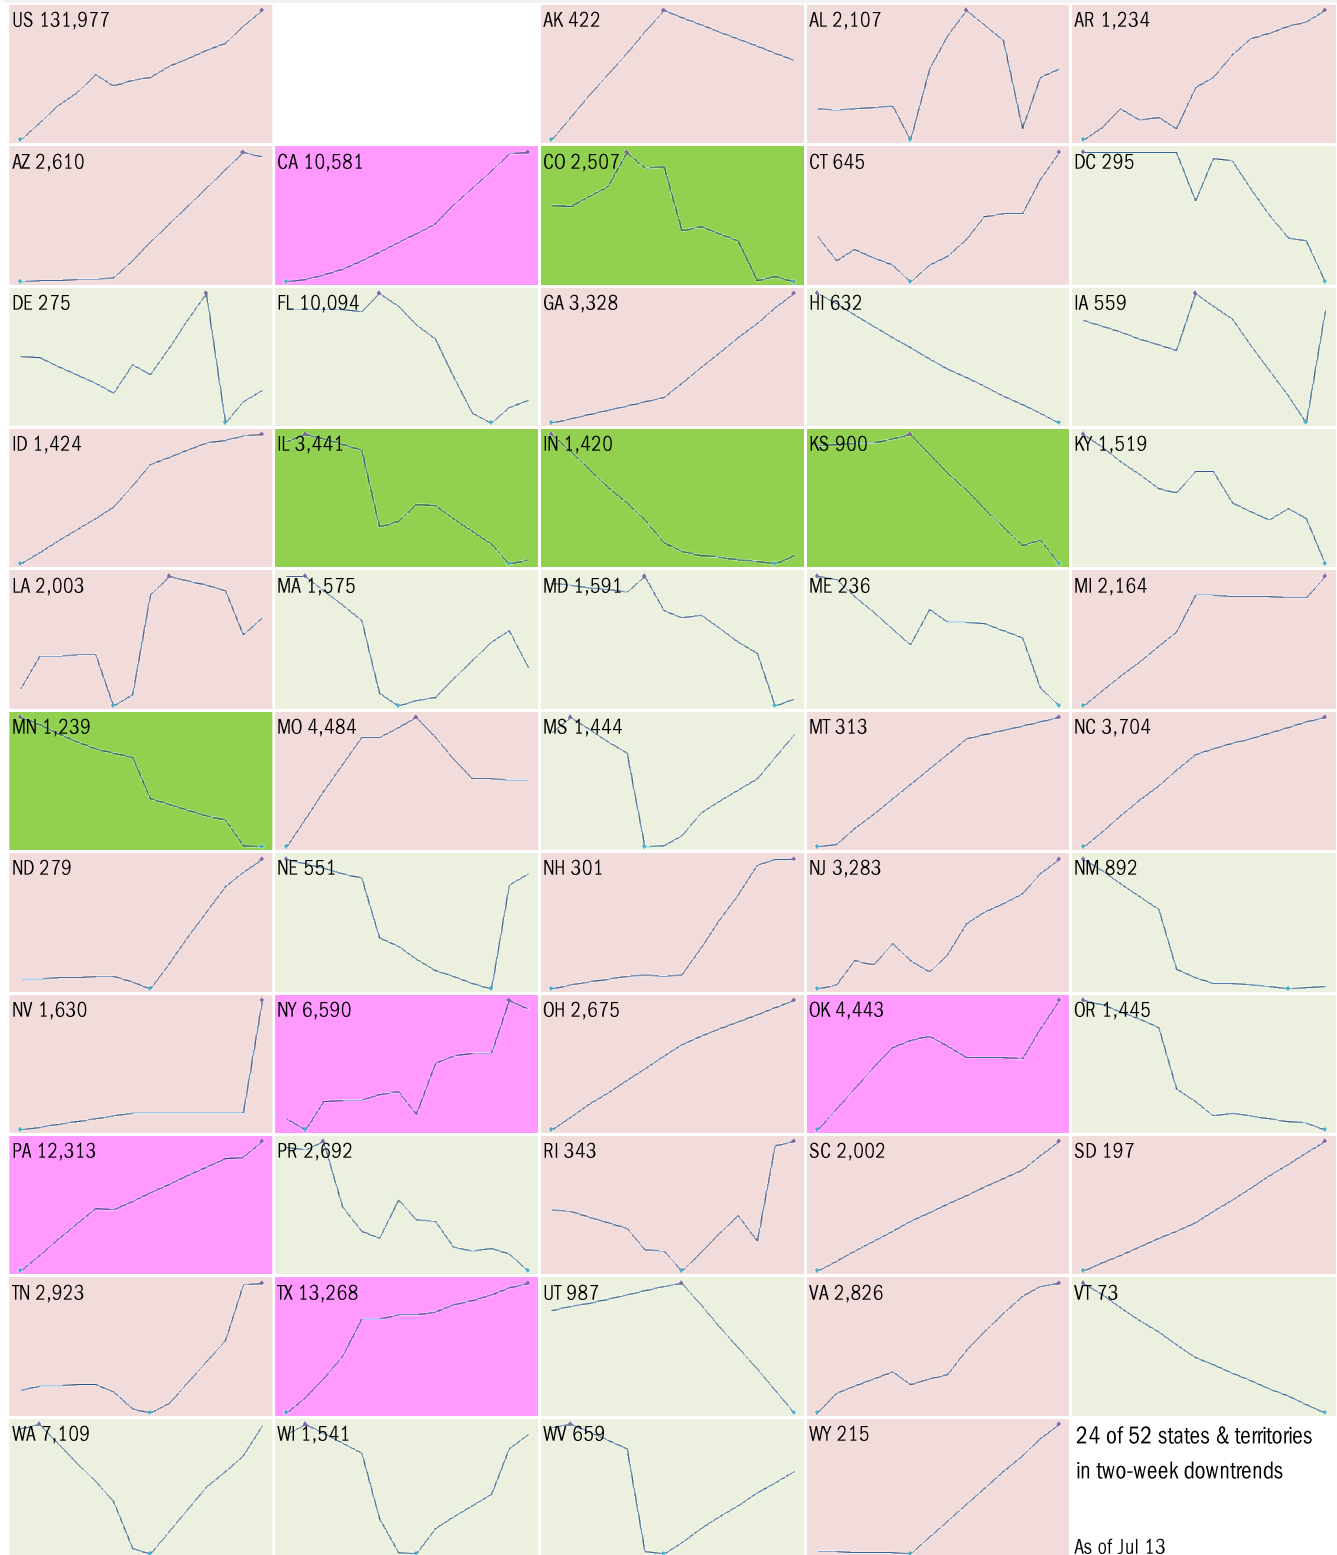 US 131,977
AK 422
AL 2,107
AR 1,234
AZ 2,610
CA 10,581
CO 2,507
CT 645
DC 295
DE 275
FL 10,094
GA 3,328
HI 632
IA 559
ID 1,424
IL 3,441
IN 1,420
KS 900
KY 1,519
LA 2,003
MA 1,575
MD 1,591
ME 236
MI 2,164
MN 1,239
MO 4,484
MS 1,444
MT 313
NC 3,704
ND 279
NE 551
NH 301
NJ 3,283
NM 892
NV 1,630
NY 6,590
OH 2,675
OK 4,443
OR 1,445
PA 12,313
PR 2,692
RI 343
SC 2,002
SD 197
TN 2,923
TX 13,268
UT 987
VA 2,826
VT 73
WA 7,109
WI 1,541
WV 659
WY 215
24 of 52 states & territories
in two-week downtrends
As of Jul 13